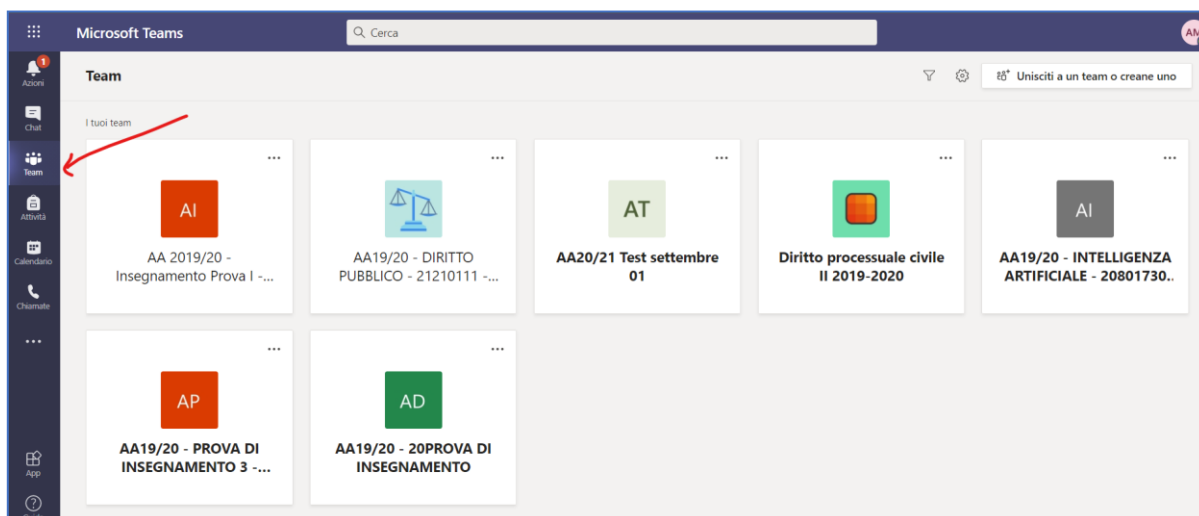 Microsoft Teams
Cerca
AM
1
Azioni
Chat
Team
Attività
Calendario
Chiamate
App
Team
Unisciti a un team o creane uno
I tuoi team
AI
AA 2019/20 -
Insegnamento Prova I -...
AA19/20 - DIRITTO
PUBBLICO - 21210111 -...
AT
AA20/21 Test settembre
01
Diritto processuale civile
II 2019-2020
AI
AA19/20 - INTELLIGENZA
ARTIFICIALE - 20801730..
AP
AA19/20 - PROVA DI
INSEGNAMENTO 3 -...
AD
AA19/20 - 20PROVA DI
INSEGNAMENTO